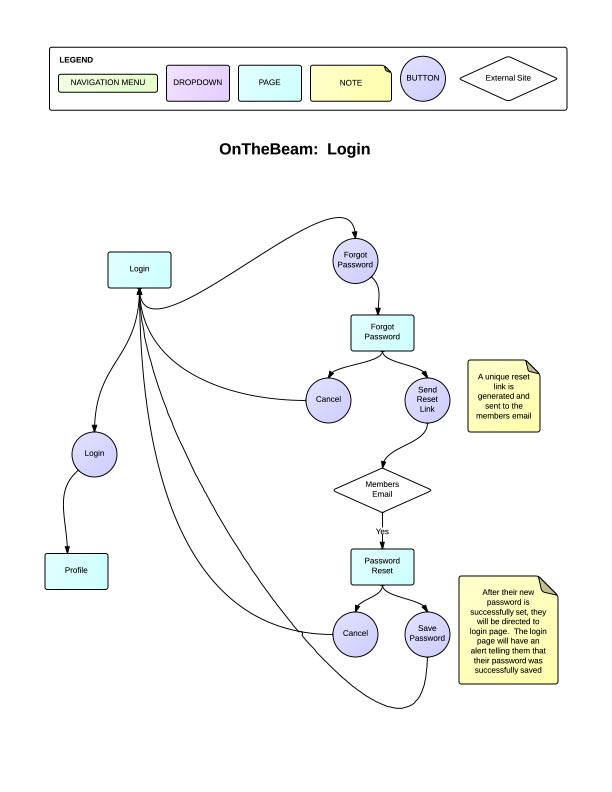 LEGEND
NAVIGATION MENU
DROPDOWN
PAGE
NOTE
BUTTON
External Site
OnTheBeam:  Login
Login
Forgot
Password
Forgot
Password
Cancel
Send
Reset
Link
A unique reset
link is
generated and
sent to the
members email
Login
Members
Email
Yes
Profile
Password
Reset
Cancel
Save
Password
After their new
password is
successfully set, they
will be directed to
login page.  The login
page will have an
alert telling them that
their password was
successfully saved